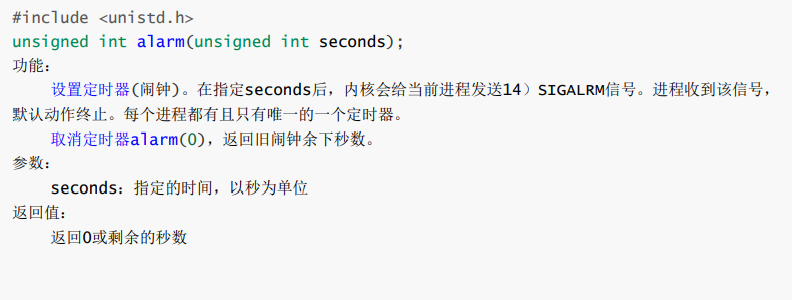 #include <unistd.h>
unsigned int alarm(unsigned int seconds);
功能:
设置定时器(闹钟)。在指定seconds后，内核会给当前进程发送14）SIGALRM信号。进程收到该信号，
默认动作终止。每个进程都有且只有唯一的一个定时器。
取消定时器alarm(0)，返回旧闹钟余下秒数。
参数:
seconds：指定的时间，以秒为单位
返回值:
返回0或剩余的秒数